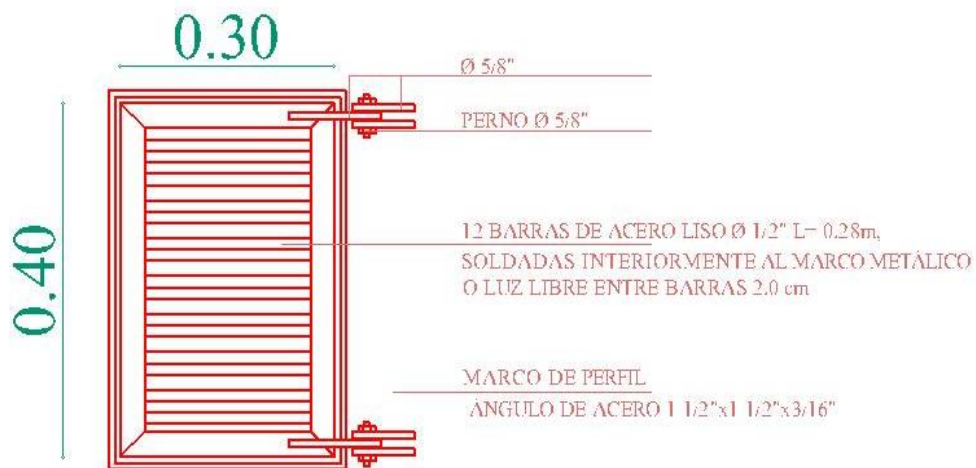 0.30
Ø 5/8"
PERNO Ø 5/8"
0.40
12 BARRAS DE ACERO LISO Ø 1/2" L= 0.28m,
SOLDADAS INTERIORMENTE AL MARCO METÁLICO
O LUZ LIBRE ENTRE BARRAS 2.0 cm
MARCO DE PERFIL
ÁNGULO DE ACERO 1 1/2"x1 1/2"x3/16"